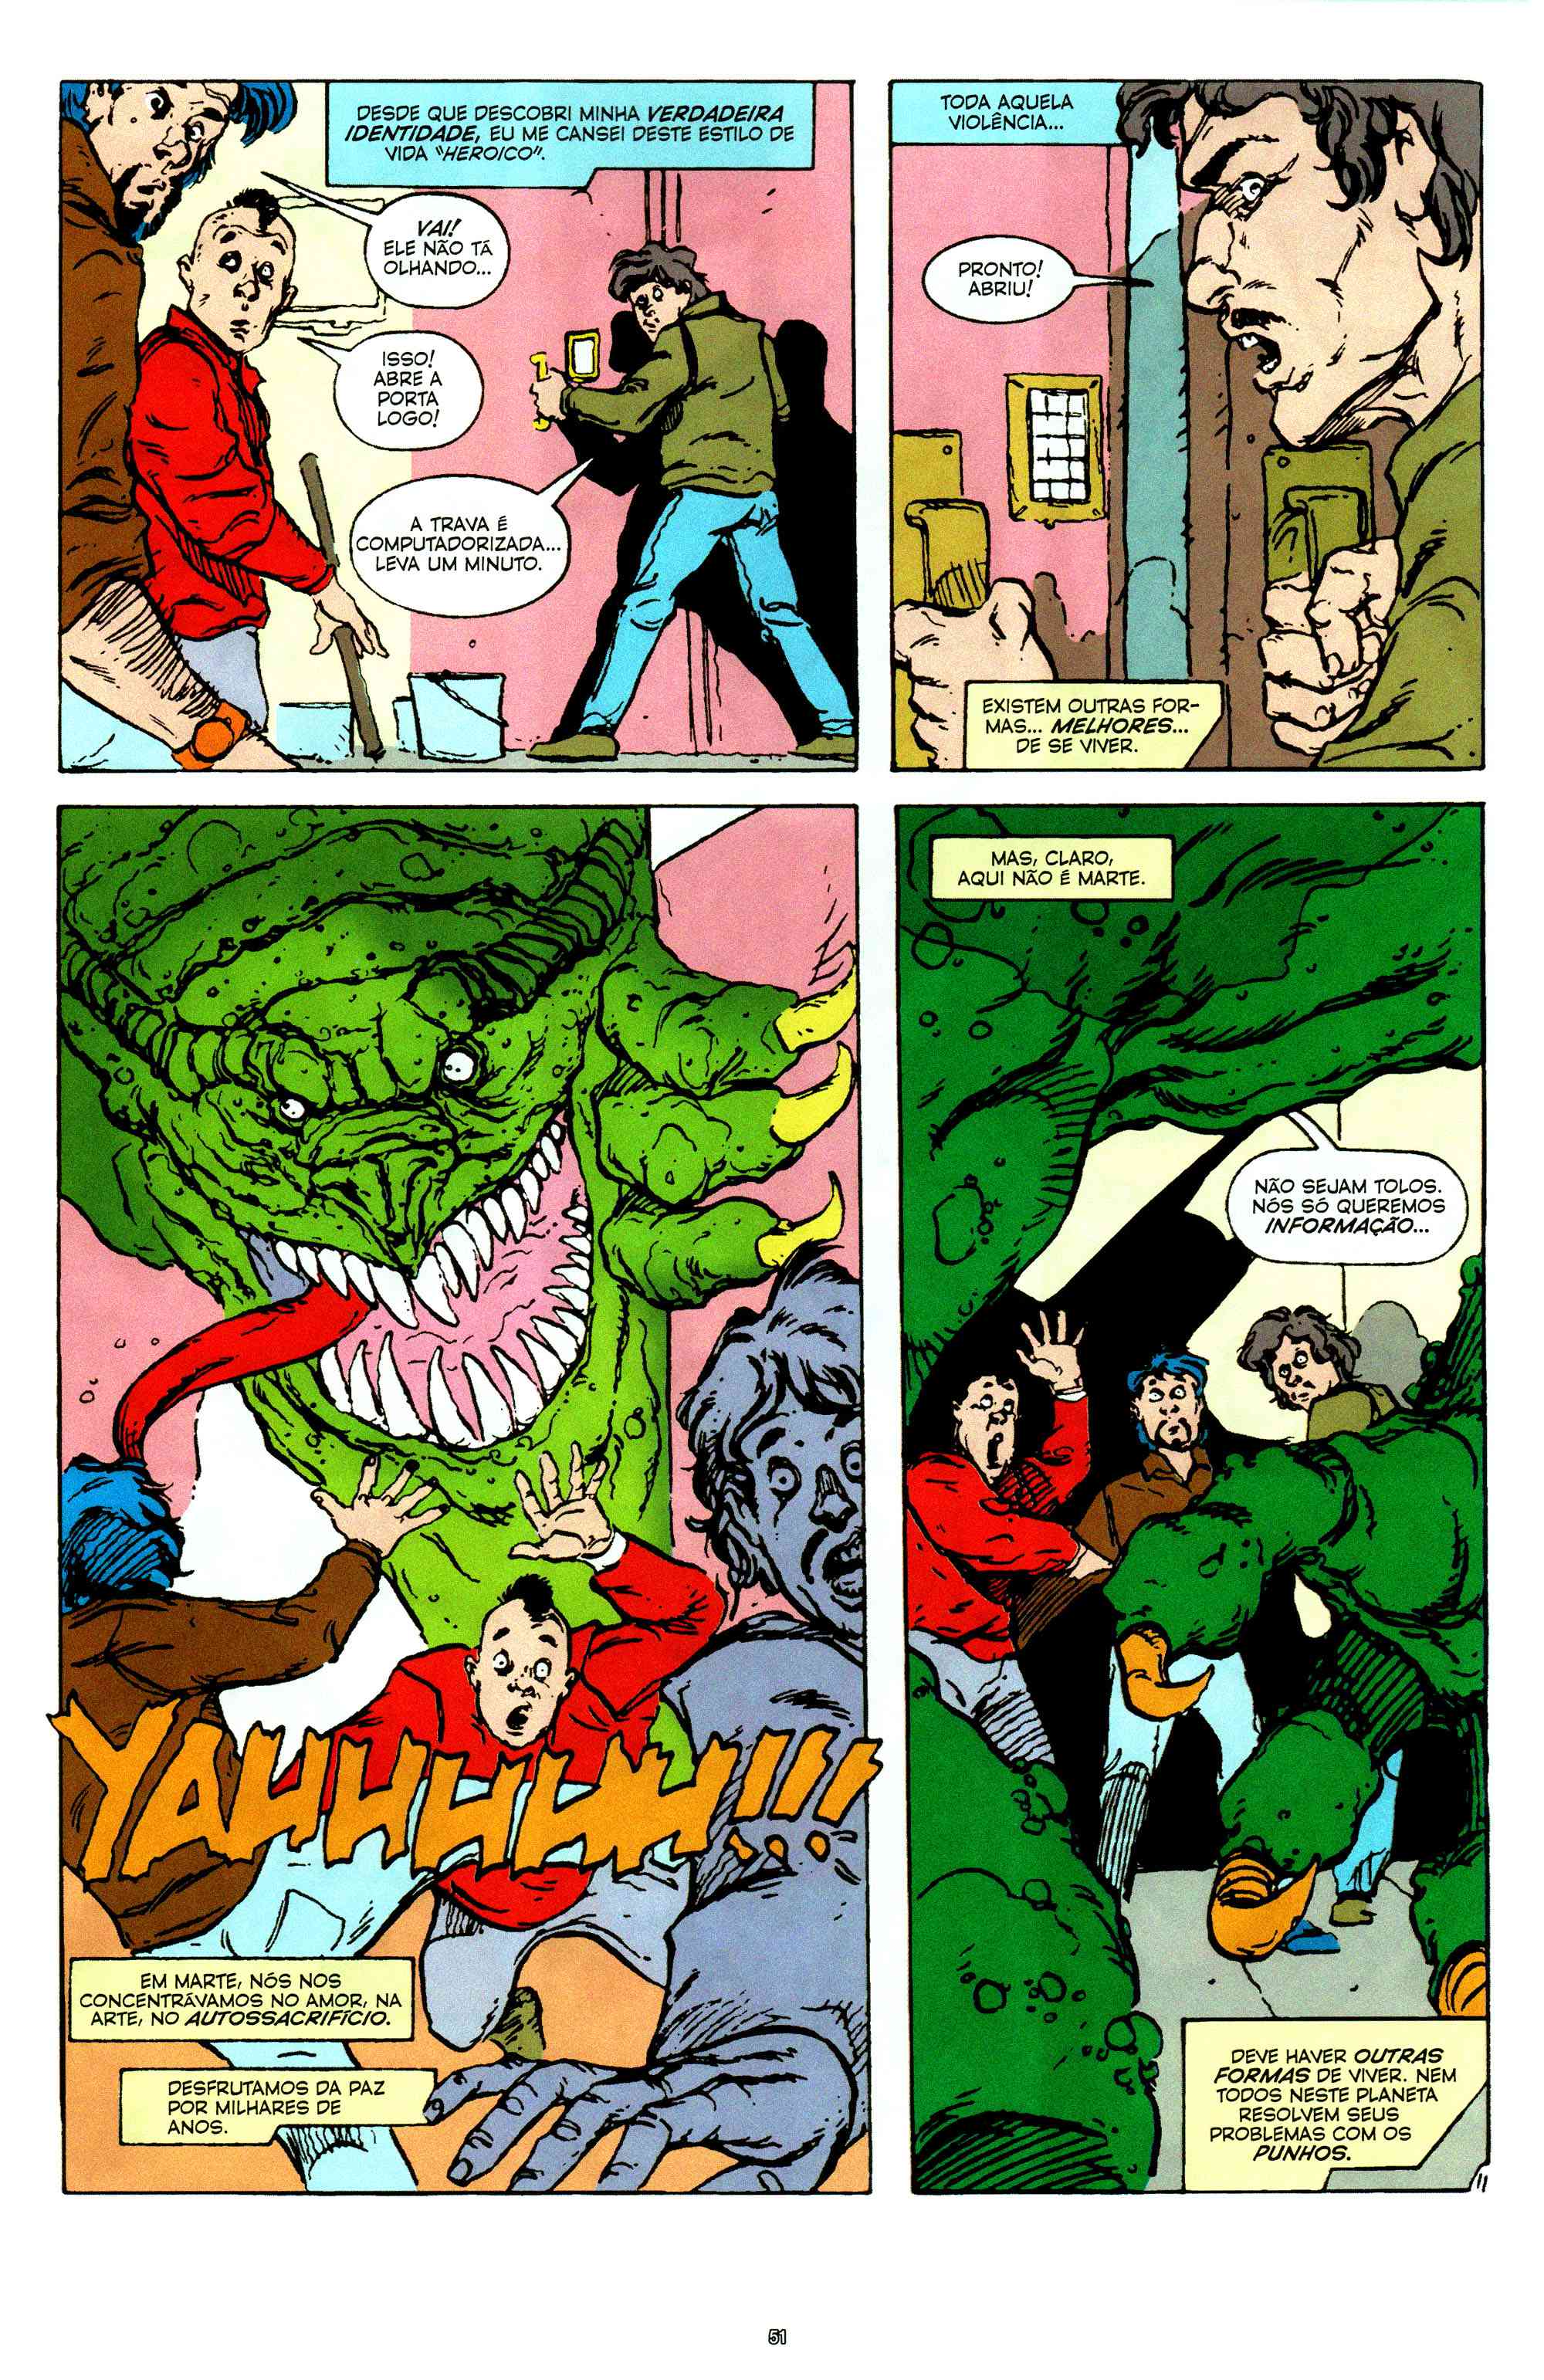 DESDE QUE DESCOBRI MINHA VERDADEIRA
IDENTIDADE, EU ME CANSEI DESTE ESTILO DE
VIDA "HEROICO".
VAI!
ELE NÃO TÁ
OLHANDO...
ISSO!
ABRE A
PORTA
LOGO!
A TRAVA É
COMPUTADORIZADA...
LEVA UM MINUTO.
TODA AQUELA
VIOLÊNCIA...
PRONTO!
ABRIU!
EXISTEM OUTRAS FOR-
MAS... MELHORES...
DE SE VIVER.
YAHHHHHH!!!...
EM MARTE, NÓS NOS
CONCENTRÁVAMOS NO AMOR, NA
ARTE, NO AUTOSSACRIFÍCIO.
DESFRUTAMOS DA PAZ
POR MILHARES DE
ANOS.
MAS, CLARO,
AQUI NÃO É MARTE.
NÃO SEJAM TOLOS.
NÓS SÓ QUEREMOS
INFORMAÇÃO...
DEVE HAVER OUTRAS
FORMAS DE VIVER. NEM
TODOS NESTE PLANETA
RESOLVEM SEUS
PROBLEMAS COM OS
PUNHOS.
11
51